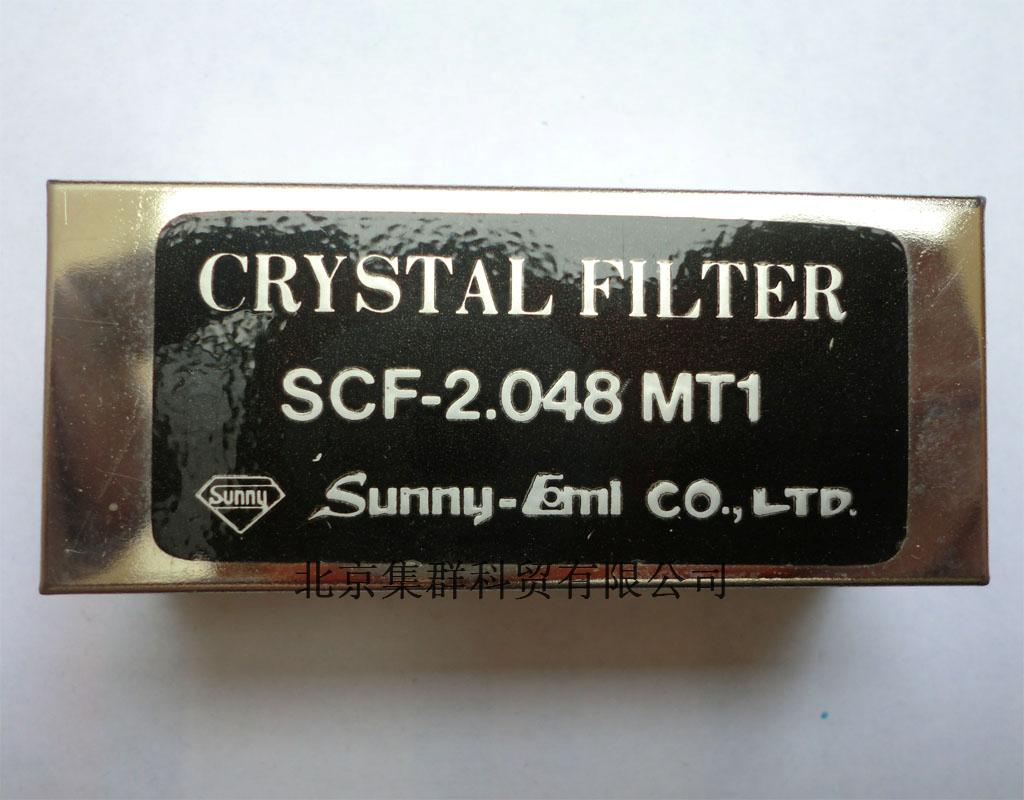 CRYSTAL FILTER
SCF-2.048 MT1
Sunny Sunny-Emi CO., LTD.
北京集群科贸有限公司